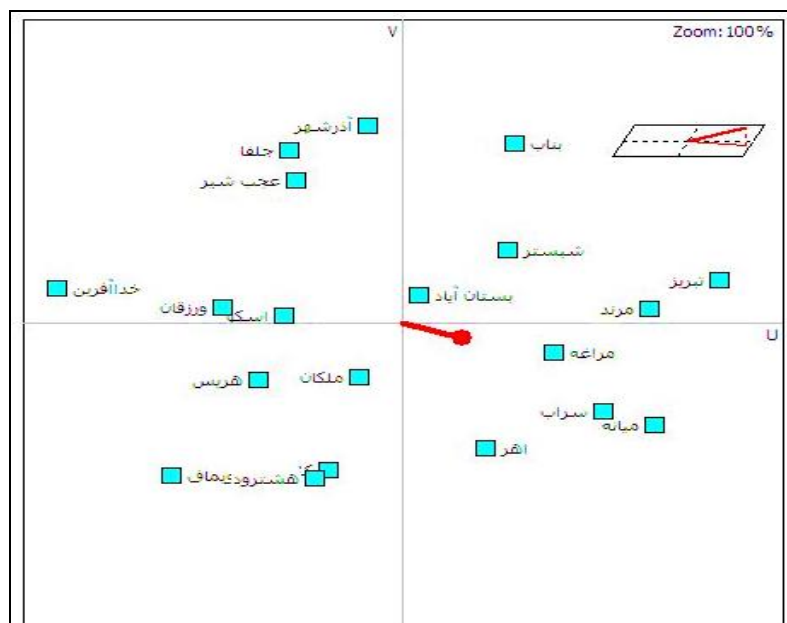 V
Zoom: 100%
آذرشهر
بناب
جلفا
عجب شیر
شبستر
تبریز
خداآفرین
بستان آباد
ورزقان
مرند
اسکو
U
مراغه
ملکان
هریس
سراب
میانه
اهر
هشترود